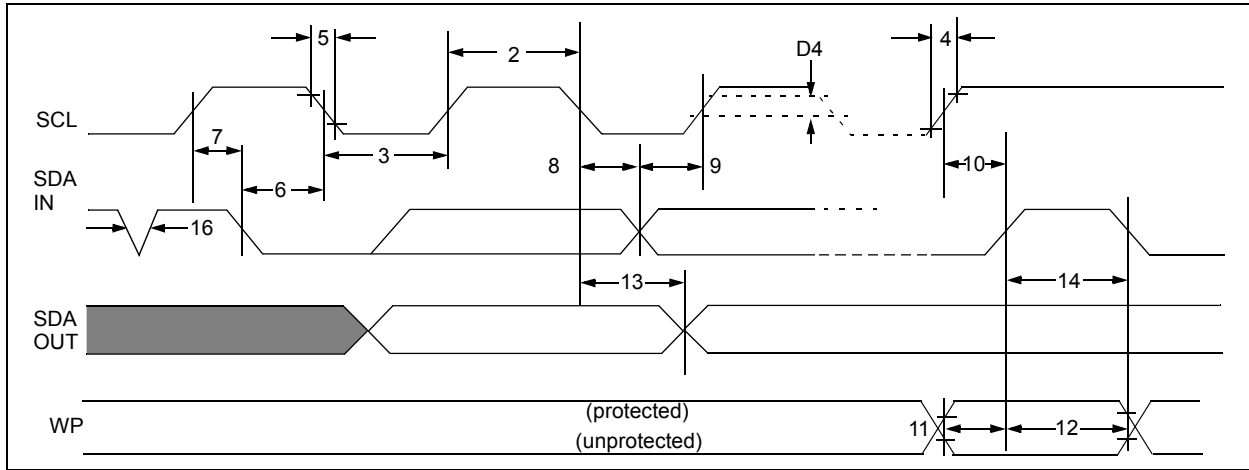 5
2
D4
4
SCL
7
3
8
9
10
SDA
IN
6
16
13
14
SDA
OUT
WP
(protected)
(unprotected)
11
12